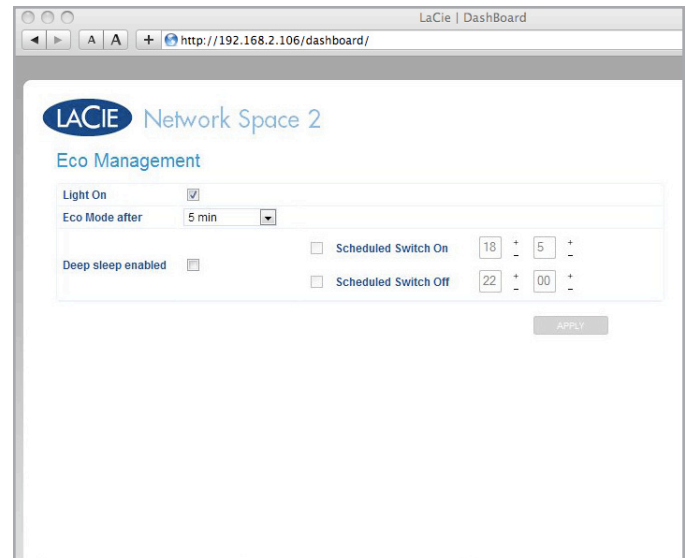 LaCie | DashBoard
A A + http://192.168.2.106/dashboard/
LACIE Network Space 2
Eco Management
Light On
Eco Mode after 5 min
Deep sleep enabled
Scheduled Switch On 18 + - 5 + -
Scheduled Switch Off 22 + - 00 + -
APPLY